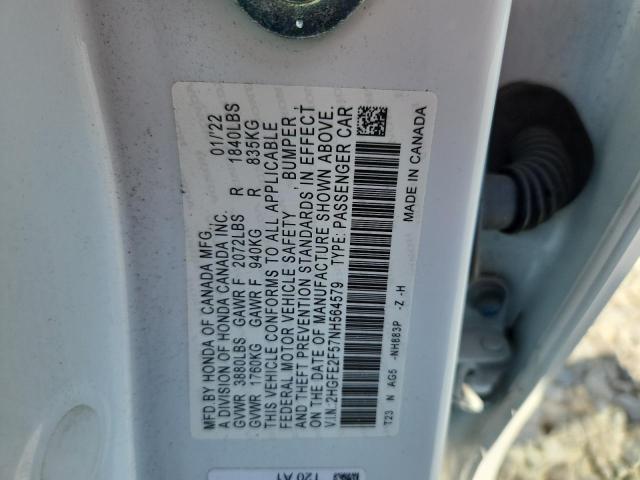 MFD BY HONDA OF CANADA MFG. 01/22
A DIVISION OF HONDA CANADA INC.
GVWR 3880LBS GAWR F 2072LBS R 1840LBS
GVWR 1760KG GAWR F 940KG R 835KG
THIS VEHICLE CONFORMS TO ALL APPLICABLE
FEDERAL MOTOR VEHICLE SAFETY , BUMPER ,
AND THEFT PREVENTION STANDARDS IN EFFECT
ON THE DATE OF MANUFACTURE SHOWN ABOVE.
V.I.N: 2HGFE2F57NH564579 TYPE: PASSENGER CAR
T23 N AG5 -NH883P -Z -H
MADE IN CANADA
120 A1